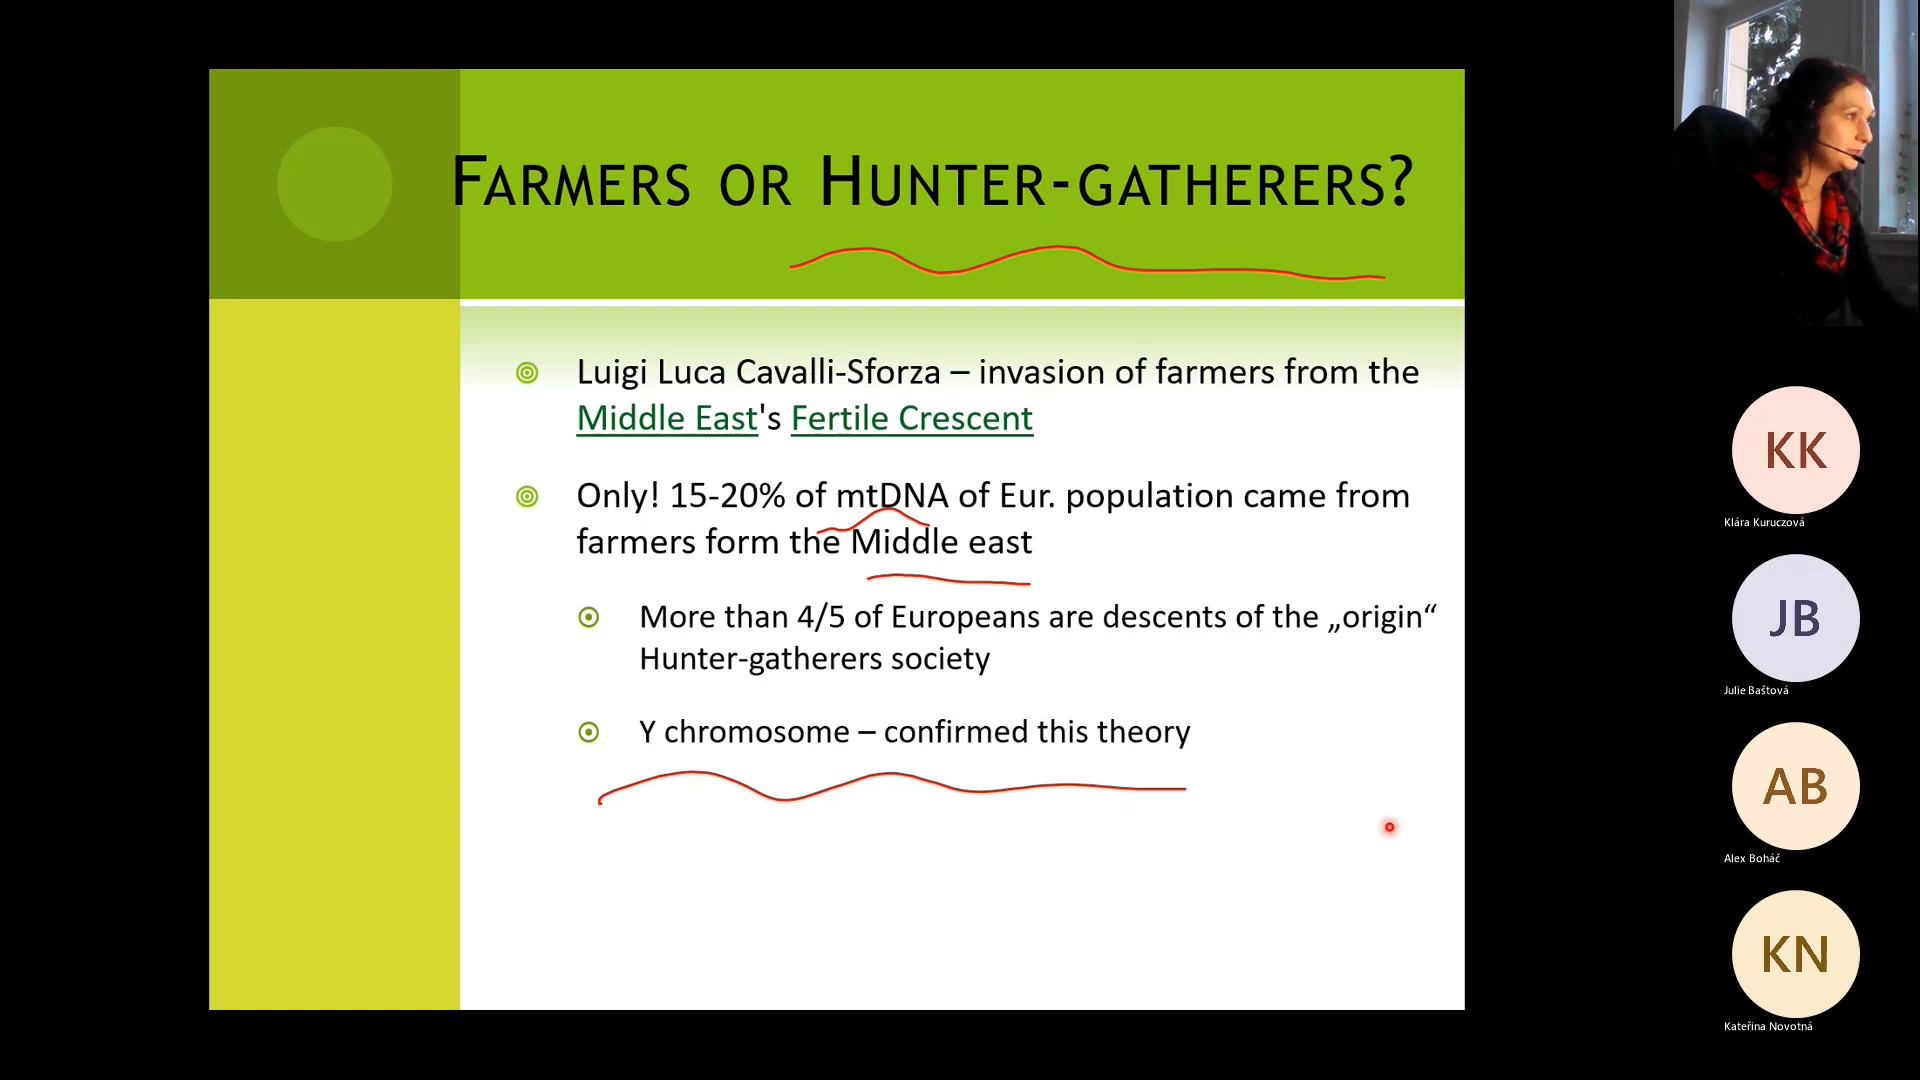 FARMERS OR HUNTER-GATHERERS?
Luigi Luca Cavalli-Sforza – invasion of farmers from the
Middle East's Fertile Crescent
Only! 15-20% of mtDNA of Eur. population came from
farmers form the Middle east
More than 4/5 of Europeans are descents of the „origin“
Hunter-gatherers society
Y chromosome – confirmed this theory
KK
Klára Kuruczová
JB
Julie Baštová
AB
Alex Boháč
KN
Kateřina Novotná